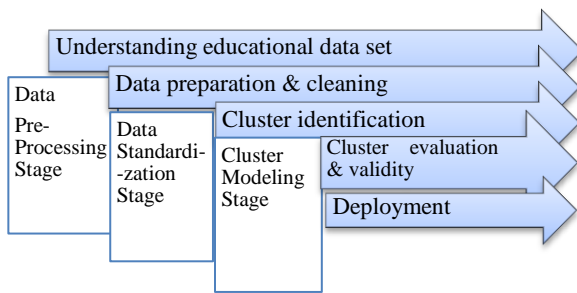 Understanding educational data set
Data preparation & cleaning
Cluster identification
Cluster evaluation
& validity
Deployment
Data
Pre-
Processing
Stage
Data
Standardi-
-zation
Stage
Cluster
Modeling
Stage